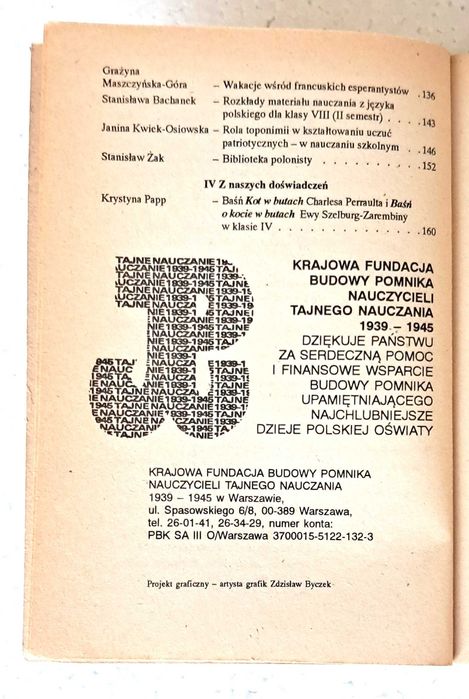 Grażyna
Maszczyńska-Góra – Wakacje wśród francuskich esperantystów . 136
Stanisława Bachanek – Rozkłady materiału nauczania z języka
polskiego dla klasy VIII (II semestr) . . . . 143
Janina Kwiek-Osiowska – Rola toponimii w kształtowaniu uczuć
patriotycznych – w nauczaniu szkolnym . . 146
Stanisław Żak – Biblioteka polonisty . . . . . . . . . . 152
IV Z naszych doświadczeń
Krystyna Papp – Baśń Kot w butach Charlesa Perraulta i Baśń
o kocie w butach Ewy Szelburg-Zarembiny
w klasie IV . . . . . . . . . . . . . . 160
KRAJOWA FUNDACJA
BUDOWY POMNIKA
NAUCZYCIELI
TAJNEGO NAUCZANIA
1939 – 1945
DZIĘKUJE PAŃSTWU
ZA SERDECZNĄ POMOC
I FINANSOWE WSPARCIE
BUDOWY POMNIKA
UPAMIĘTNIAJĄCEGO
NAJCHLUBNIEJSZE
DZIEJE POLSKIEJ OŚWIATY
KRAJOWA FUNDACJA BUDOWY POMNIKA
NAUCZYCIELI TAJNEGO NAUCZANIA
1939 – 1945 w Warszawie,
ul. Spasowskiego 6/8, 00-389 Warszawa,
tel. 26-01-41, 26-34-29, numer konta:
PBK SA III O/Warszawa 3700015-5122-132-3
Projekt graficzny – artysta grafik Zdzisław Byczek